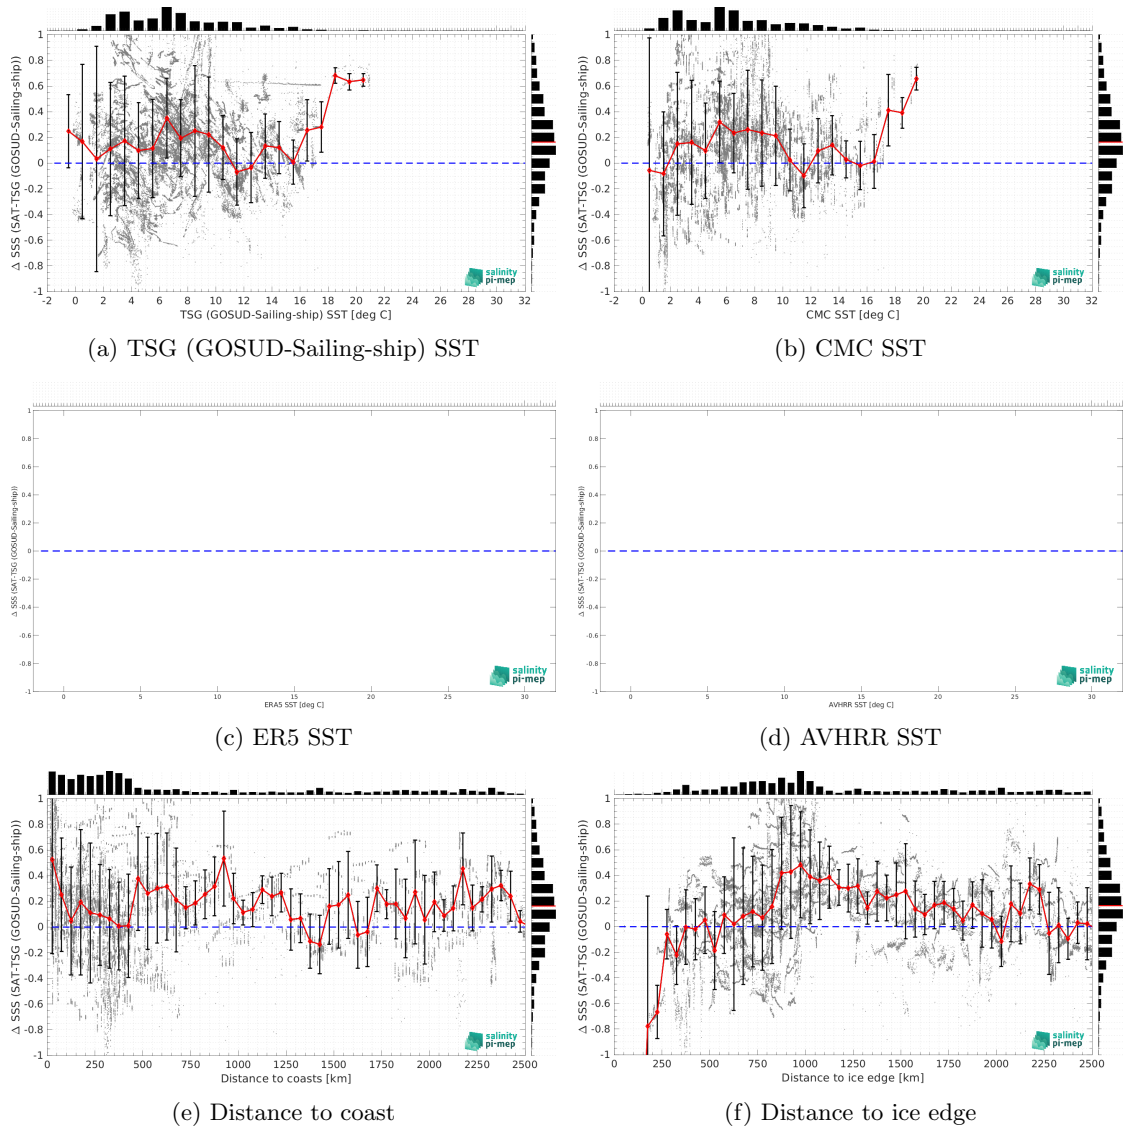 1
0.8
0.6
0.4
0.2
0
-0.2
-0.4
-0.6
-0.8
-1
Δ SSS (SAT-TSG (GOSUD-Sailing-ship))
-2 0 2 4 6 8 10 12 14 16 18 20 22 24 26 28 30 32
TSG (GOSUD-Sailing-ship) SST [deg C]
salinity
pi-mep
(a) TSG (GOSUD-Sailing-ship) SST
1
0.8
0.6
0.4
0.2
0
-0.2
-0.4
-0.6
-0.8
-1
Δ SSS (SAT-TSG (GOSUD-Sailing-ship))
-2 0 2 4 6 8 10 12 14 16 18 20 22 24 26 28 30 32
CMC SST [deg C]
salinity
pi-mep
(b) CMC SST
1
0.8
0.6
0.4
0.2
0
-0.2
-0.4
-0.6
-0.8
-1
Δ SSS (SAT-TSG (GOSUD-Sailing-ship))
0 5 10 15 20 25 30
ERA5 SST [deg C]
salinity
pi-mep
(c) ER5 SST
1
0.8
0.6
0.4
0.2
0
-0.2
-0.4
-0.6
-0.8
-1
Δ SSS (SAT-TSG (GOSUD-Sailing-ship))
0 5 10 15 20 25 30
AVHRR SST [deg C]
salinity
pi-mep
(d) AVHRR SST
1
0.8
0.6
0.4
0.2
0
-0.2
-0.4
-0.6
-0.8
-1
Δ SSS (SAT-TSG (GOSUD-Sailing-ship))
0 250 500 750 1000 1250 1500 1750 2000 2250 2500
Distance to coasts [km]
salinity
pi-mep
(e) Distance to coast
1
0.8
0.6
0.4
0.2
0
-0.2
-0.4
-0.6
-0.8
-1
Δ SSS (SAT-TSG (GOSUD-Sailing-ship))
0 250 500 750 1000 1250 1500 1750 2000 2250 2500
Distance to ice edge [km]
salinity
pi-mep
(f) Distance to ice edge